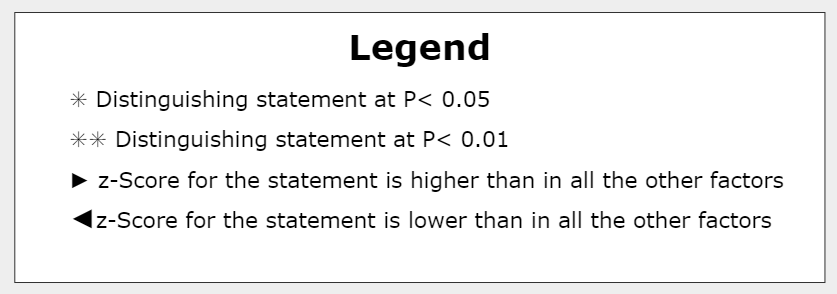 Legend
✳ Distinguishing statement at P< 0.05
✳✳ Distinguishing statement at P< 0.01
► z-Score for the statement is higher than in all the other factors
◄z-Score for the statement is lower than in all the other factors